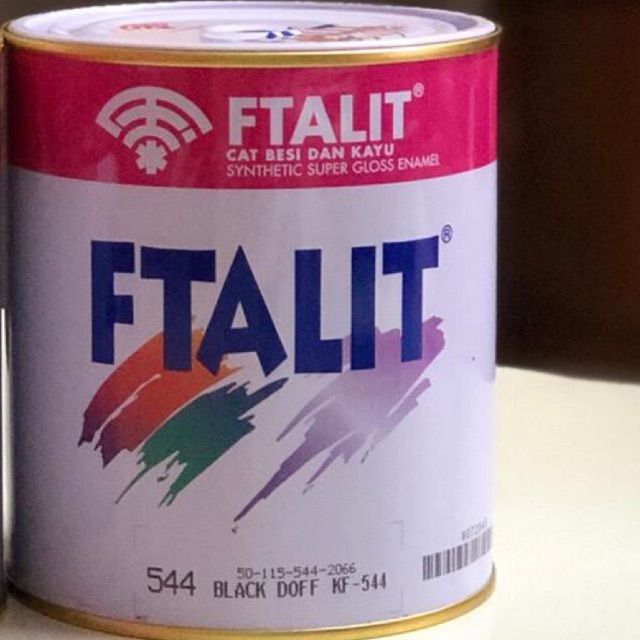 FTALIT®
CAT BESI DAN KAYU
SYNTHETIC SUPER GLOSS ENAMEL
FTALIT®
50-115-544-2066
544 BLACK DOFF KF-544